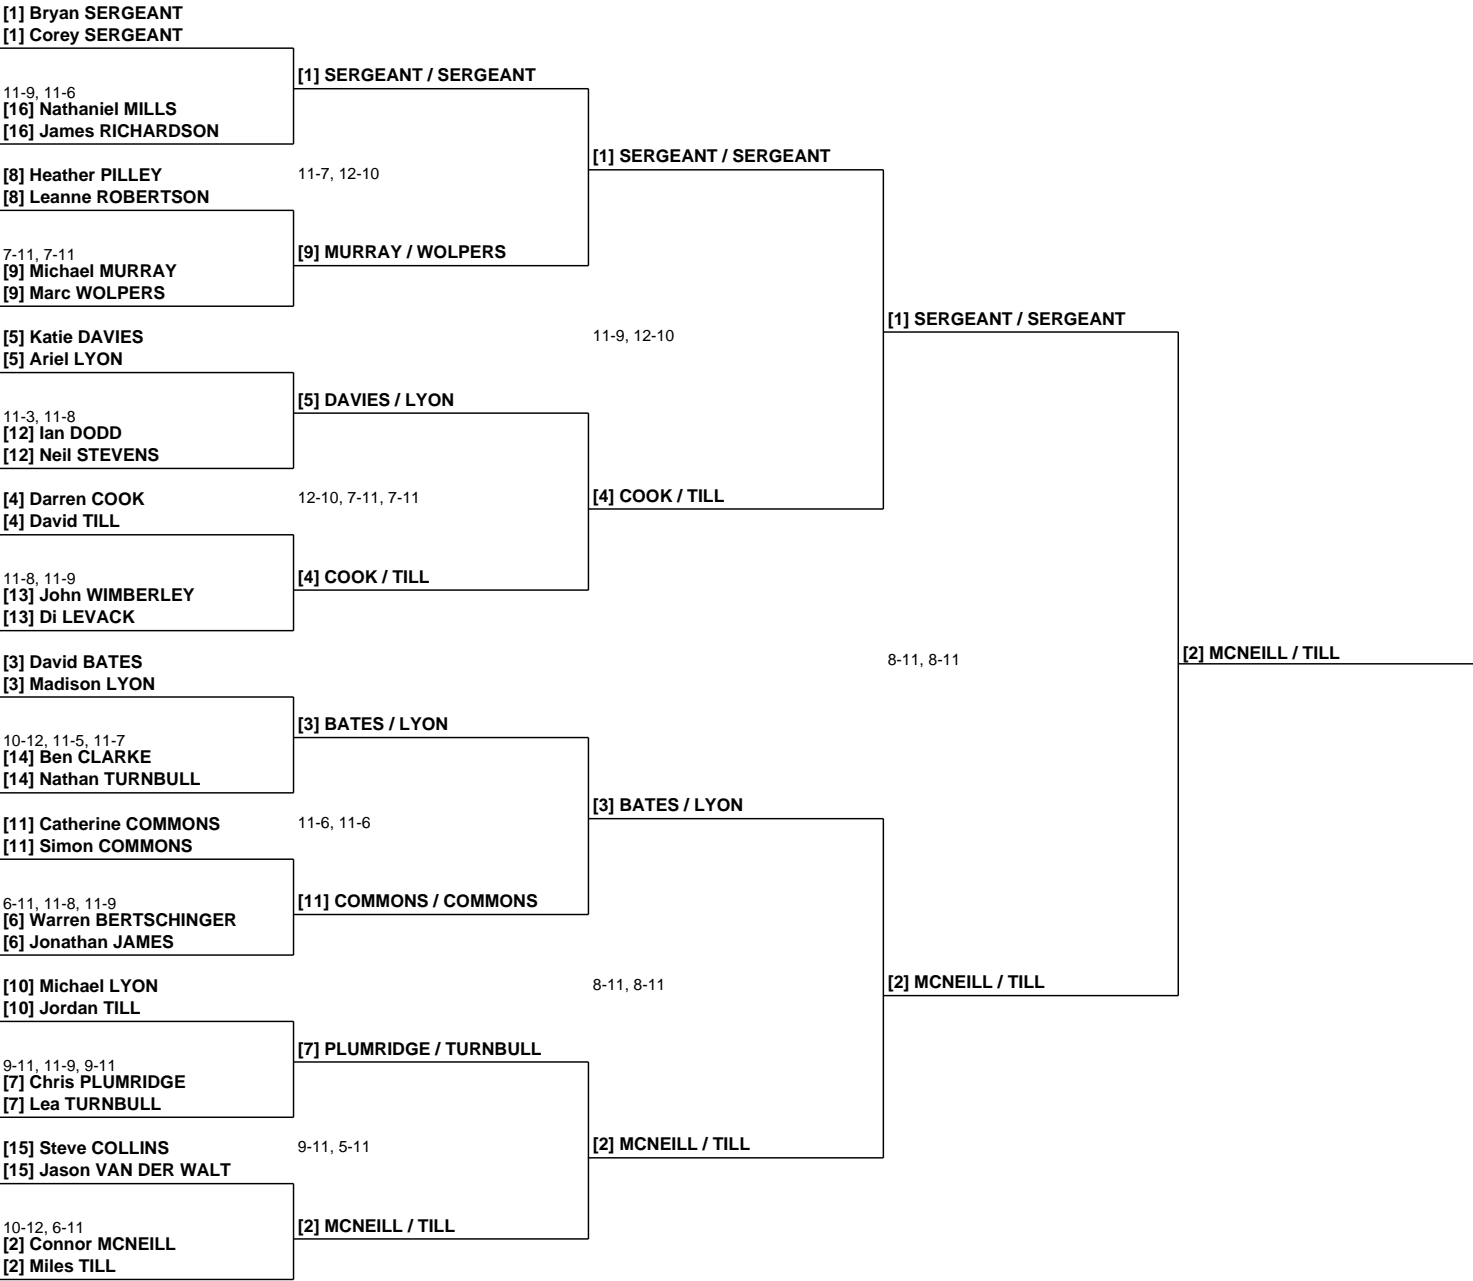 [1] Bryan SERGEANT
[1] Corey SERGEANT
11-9, 11-6
[16] Nathaniel MILLS
[16] James RICHARDSON
[8] Heather PILLEY
[8] Leanne ROBERTSON
7-11, 7-11
[9] Michael MURRAY
[9] Marc WOLPERS
[5] Katie DAVIES
[5] Ariel LYON
11-3, 11-8
[12] Ian DODD
[12] Neil STEVENS
[4] Darren COOK
[4] David TILL
11-8, 11-9
[13] John WIMBERLEY
[13] Di LEVACK
[3] David BATES
[3] Madison LYON
10-12, 11-5, 11-7
[14] Ben CLARKE
[14] Nathan TURNBULL
[11] Catherine COMMONS
[11] Simon COMMONS
6-11, 11-8, 11-9
[6] Warren BERTSCHINGER
[6] Jonathan JAMES
[10] Michael LYON
[10] Jordan TILL
9-11, 11-9, 9-11
[7] Chris PLUMRIDGE
[7] Lea TURNBULL
[15] Steve COLLINS
[15] Jason VAN DER WALT
10-12, 6-11
[2] Connor MCNEILL
[2] Miles TILL
[1] SERGEANT / SERGEANT
11-7, 12-10
[9] MURRAY / WOLPERS
[5] DAVIES / LYON
12-10, 7-11, 7-11
[4] COOK / TILL
[3] BATES / LYON
11-6, 11-6
[11] COMMONS / COMMONS
[7] PLUMRIDGE / TURNBULL
9-11, 5-11
[2] MCNEILL / TILL
[1] SERGEANT / SERGEANT
11-9, 12-10
[4] COOK / TILL
[3] BATES / LYON
8-11, 8-11
[2] MCNEILL / TILL
[1] SERGEANT / SERGEANT
8-11, 8-11
[2] MCNEILL / TILL
[2] MCNEILL / TILL